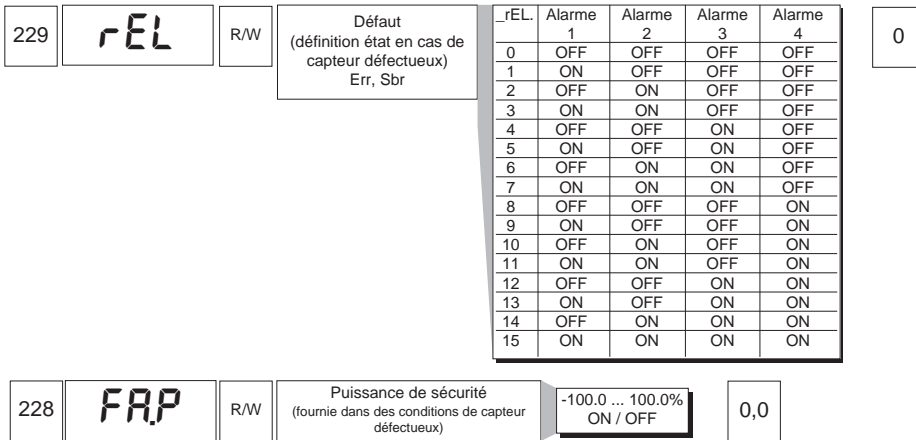 229 rEL R/W Défaut
(définition état en cas de
capteur défectueux)
Err, Sbr
_rEL. Alarme 1 Alarme 2 Alarme 3 Alarme 4
0 OFF OFF OFF OFF
1 ON OFF OFF OFF
2 OFF ON OFF OFF
3 ON ON OFF OFF
4 OFF OFF ON OFF
5 ON OFF ON OFF
6 OFF ON ON OFF
7 ON ON ON OFF
8 OFF OFF OFF ON
9 ON OFF OFF ON
10 OFF ON OFF ON
11 ON ON OFF ON
12 OFF OFF ON ON
13 ON OFF ON ON
14 OFF ON ON ON
15 ON ON ON ON
0
228 FA.P R/W Puissance de sécurité
(fournie dans des conditions de capteur
défectueux)
-100.0 ... 100.0%
ON / OFF
0,0